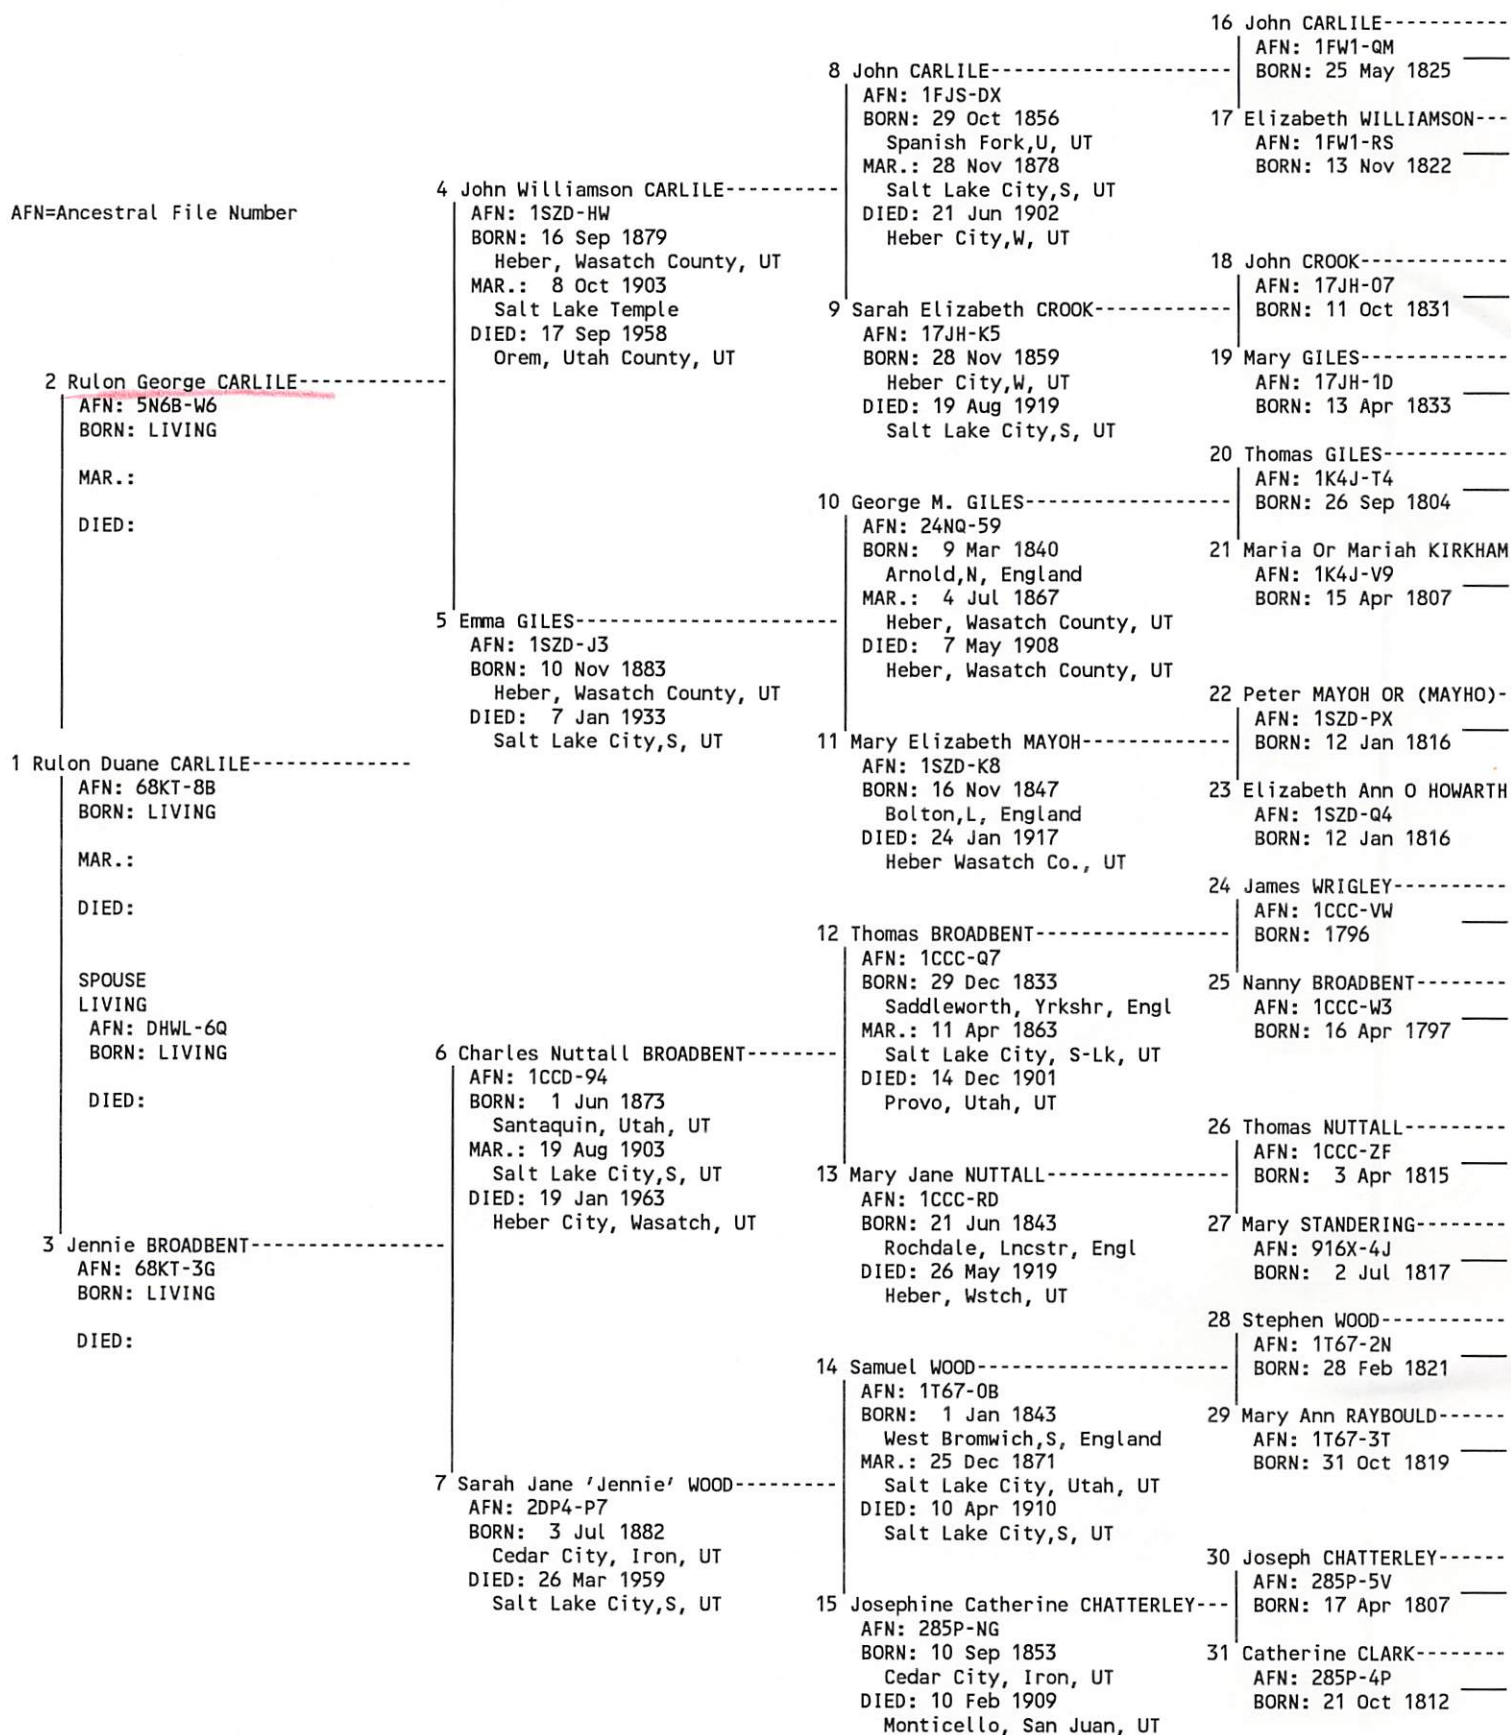 AFN=Ancestral File Number
1 Rulon Duane CARLILE--------------
AFN: 68KT-8B
BORN: LIVING
MAR.:
DIED:
SPOUSE
LIVING
AFN: DHWL-6Q
BORN: LIVING
DIED:
2 Rulon George CARLILE-------------
AFN: 5N6B-W6
BORN: LIVING
MAR.:
DIED:
3 Jennie BROADBENT-----------------
AFN: 68KT-3G
BORN: LIVING
DIED:
4 John Williamson CARLILE----------
AFN: 1SZD-HW
BORN: 16 Sep 1879
Heber, Wasatch County, UT
MAR.: 8 Oct 1903
Salt Lake Temple
DIED: 17 Sep 1958
Orem, Utah County, UT
5 Emma GILES-----------------------
AFN: 1SZD-J3
BORN: 10 Nov 1883
Heber, Wasatch County, UT
DIED: 7 Jan 1933
Salt Lake City,S, UT
6 Charles Nuttall BROADBENT--------
AFN: 1CCD-94
BORN: 1 Jun 1873
Santaquin, Utah, UT
MAR.: 19 Aug 1903
Salt Lake City,S, UT
DIED: 19 Jan 1963
Heber City, Wasatch, UT
7 Sarah Jane 'Jennie' WOOD---------
AFN: 2DP4-P7
BORN: 3 Jul 1882
Cedar City, Iron, UT
DIED: 26 Mar 1959
Salt Lake City,S, UT
8 John CARLILE---------------------
AFN: 1FJS-DX
BORN: 29 Oct 1856
Spanish Fork,U, UT
MAR.: 28 Nov 1878
Salt Lake City,S, UT
DIED: 21 Jun 1902
Heber City,W, UT
9 Sarah Elizabeth CROOK------------
AFN: 17JH-K5
BORN: 28 Nov 1859
Heber City,W, UT
DIED: 19 Aug 1919
Salt Lake City,S, UT
10 George M. GILES------------------
AFN: 24NQ-59
BORN: 9 Mar 1840
Arnold,N, England
MAR.: 4 Jul 1867
Heber, Wasatch County, UT
DIED: 7 May 1908
Heber, Wasatch County, UT
11 Mary Elizabeth MAYOH-------------
AFN: 1SZD-K8
BORN: 16 Nov 1847
Bolton,L, England
DIED: 24 Jan 1917
Heber Wasatch Co., UT
12 Thomas BROADBENT-----------------
AFN: 1CCC-Q7
BORN: 29 Dec 1833
Saddleworth, Yrkshr, Engl
MAR.: 11 Apr 1863
Salt Lake City, S-Lk, UT
DIED: 14 Dec 1901
Provo, Utah, UT
13 Mary Jane NUTTALL----------------
AFN: 1CCC-RD
BORN: 21 Jun 1843
Rochdale, Lncstr, Engl
DIED: 26 May 1919
Heber, Wstch, UT
14 Samuel WOOD----------------------
AFN: 1T67-0B
BORN: 1 Jan 1843
West Bromwich,S, England
MAR.: 25 Dec 1871
Salt Lake City, Utah, UT
DIED: 10 Apr 1910
Salt Lake City,S, UT
15 Josephine Catherine CHATTERLEY---
AFN: 285P-NG
BORN: 10 Sep 1853
Cedar City, Iron, UT
DIED: 10 Feb 1909
Monticello, San Juan, UT
16 John CARLILE-----------
AFN: 1FW1-QM
BORN: 25 May 1825
17 Elizabeth WILLIAMSON---
AFN: 1FW1-RS
BORN: 13 Nov 1822
18 John CROOK-------------
AFN: 17JH-07
BORN: 11 Oct 1831
19 Mary GILES-------------
AFN: 17JH-1D
BORN: 13 Apr 1833
20 Thomas GILES-----------
AFN: 1K4J-T4
BORN: 26 Sep 1804
21 Maria Or Mariah KIRKHAM
AFN: 1K4J-V9
BORN: 15 Apr 1807
22 Peter MAYOH OR (MAYHO)-
AFN: 1SZD-PX
BORN: 12 Jan 1816
23 Elizabeth Ann O HOWARTH
AFN: 1SZD-Q4
BORN: 12 Jan 1816
24 James WRIGLEY----------
AFN: 1CCC-VW
BORN: 1796
25 Nanny BROADBENT--------
AFN: 1CCC-W3
BORN: 16 Apr 1797
26 Thomas NUTTALL---------
AFN: 1CCC-ZF
BORN: 3 Apr 1815
27 Mary STANDERING--------
AFN: 916X-4J
BORN: 2 Jul 1817
28 Stephen WOOD-----------
AFN: 1T67-2N
BORN: 28 Feb 1821
29 Mary Ann RAYBOULD------
AFN: 1T67-3T
BORN: 31 Oct 1819
30 Joseph CHATTERLEY------
AFN: 285P-5V
BORN: 17 Apr 1807
31 Catherine CLARK--------
AFN: 285P-4P
BORN: 21 Oct 1812